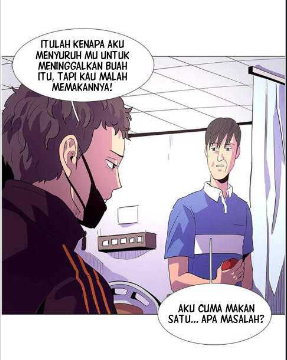 ITULAH KENAPA AKU
MENYURUH MU UNTUK
MENINGGALKAN BUAH
ITU, TAPI KAU MALAH
MEMAKANNYA!
AKU CUMA MAKAN
SATU... APA MASALAH?